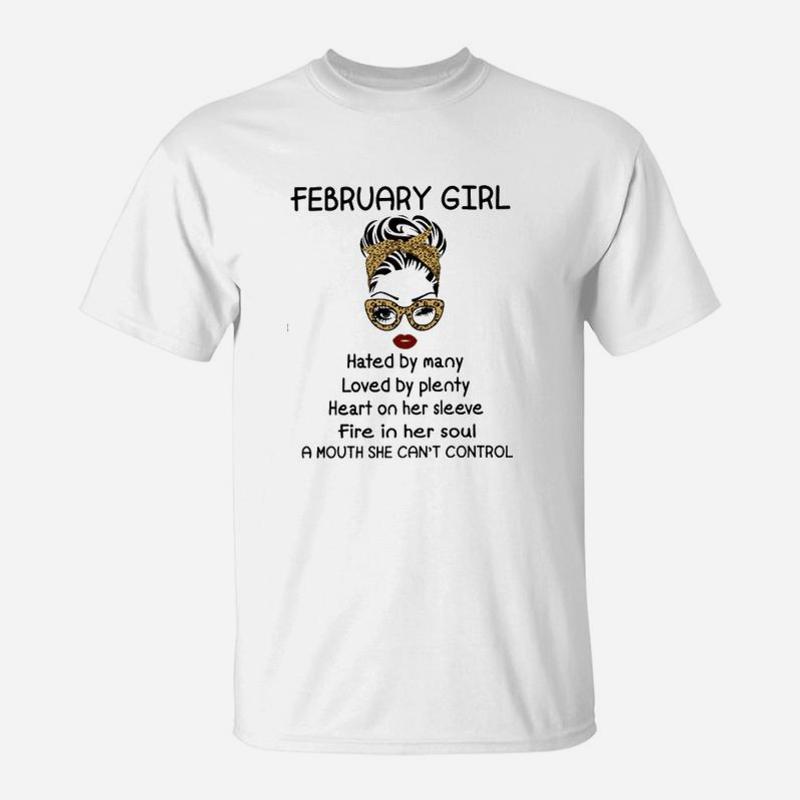 FEBRUARY GIRL
Hated by many
Loved by plenty
Heart on her sleeve
Fire in her soul
A MOUTH SHE CAN'T CONTROL